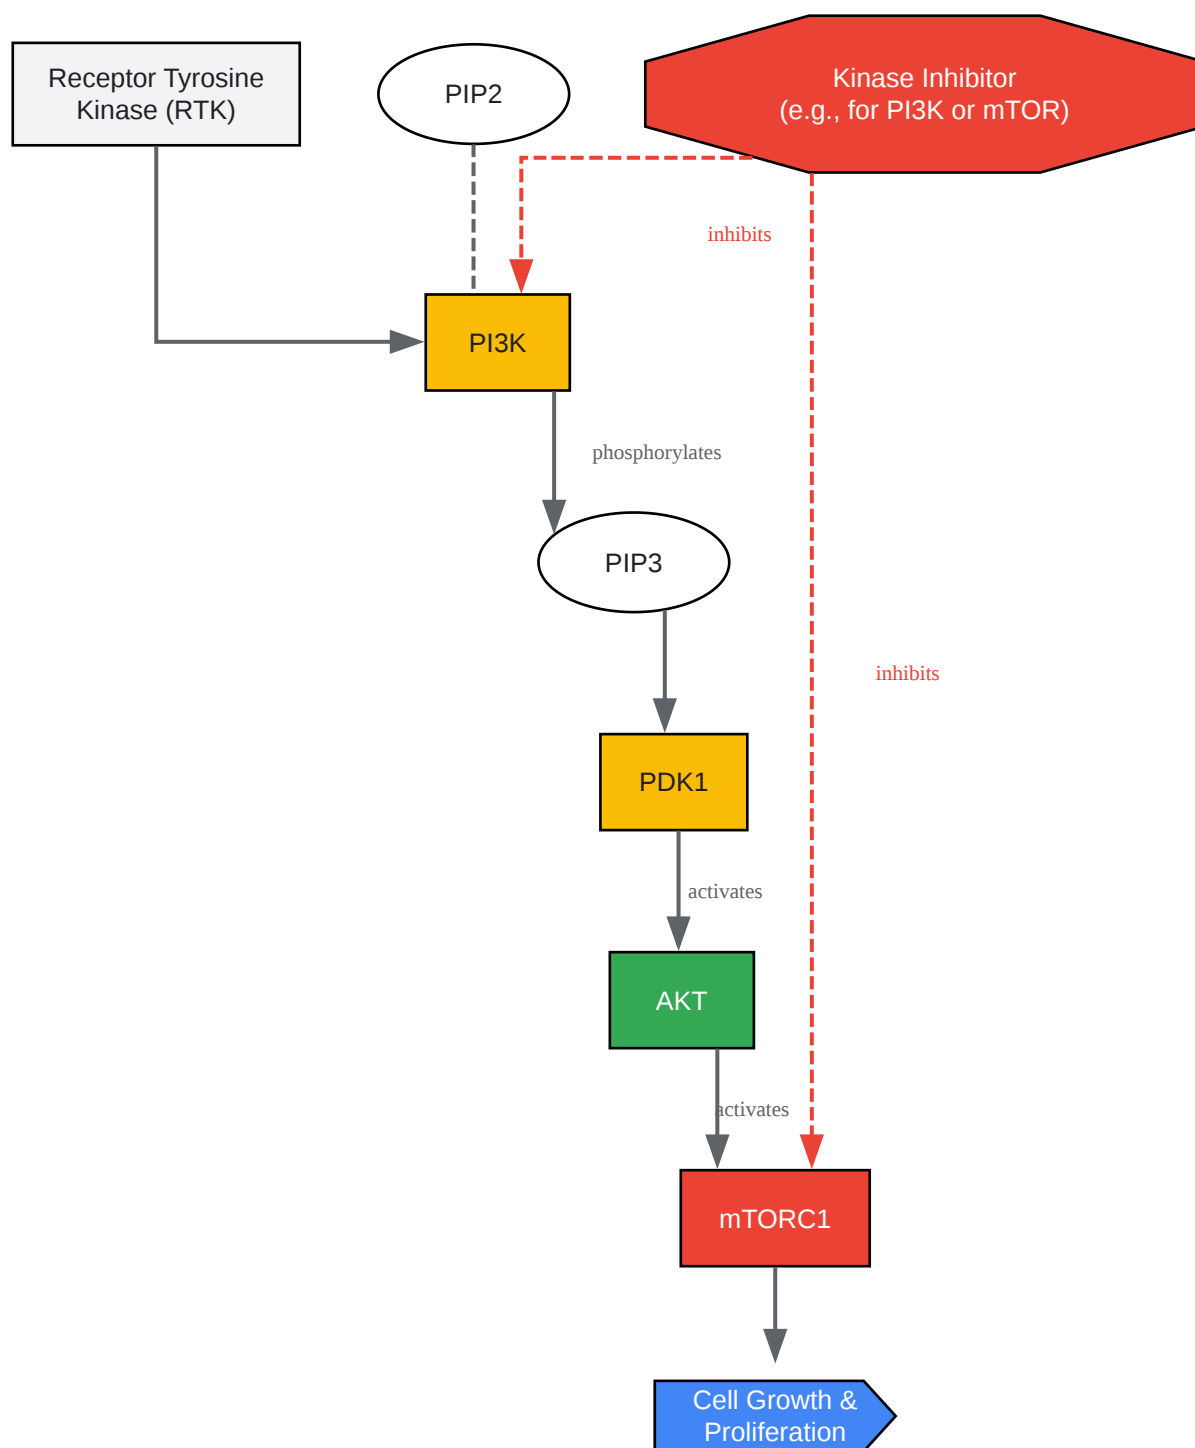 Receptor Tyrosine
Kinase (RTK)
PIP2
Kinase Inhibitor
(e.g., for PI3K or mTOR)
inhibits
PI3K
phosphorylates
PIP3
inhibits
PDK1
activates
AKT
activates
mTORC1
Cell Growth &
Proliferation